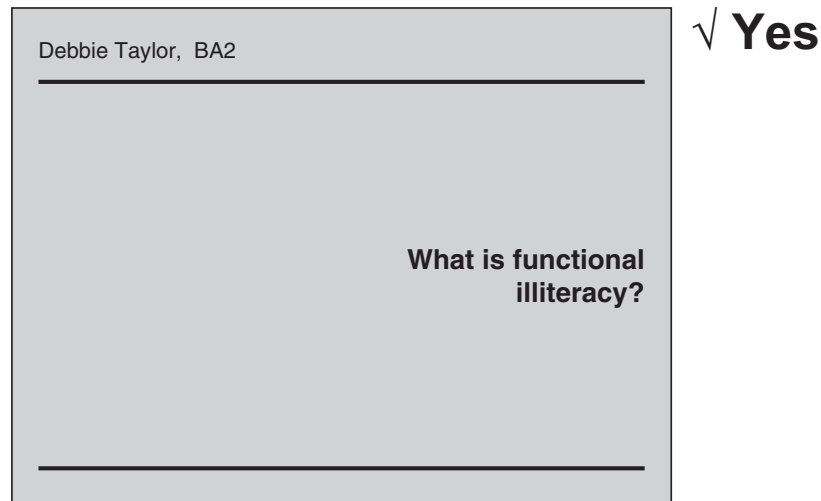 Debbie Taylor, BA2
√ Yes
What is functional
illiteracy?